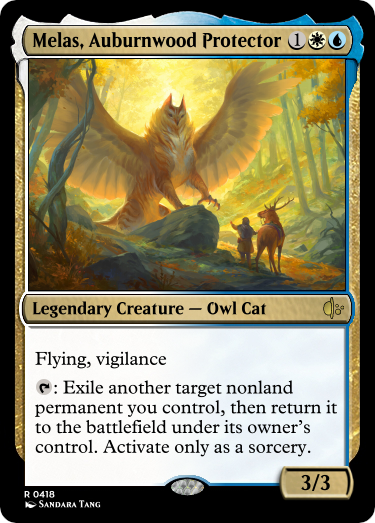 Melas, Auburnwood Protector 1
Legendary Creature — Owl Cat
Flying, vigilance
: Exile another target nonland
permanent you control, then return it
to the battlefield under its owner's
control. Activate only as a sorcery.
3/3
R 0418
Sandara Tang